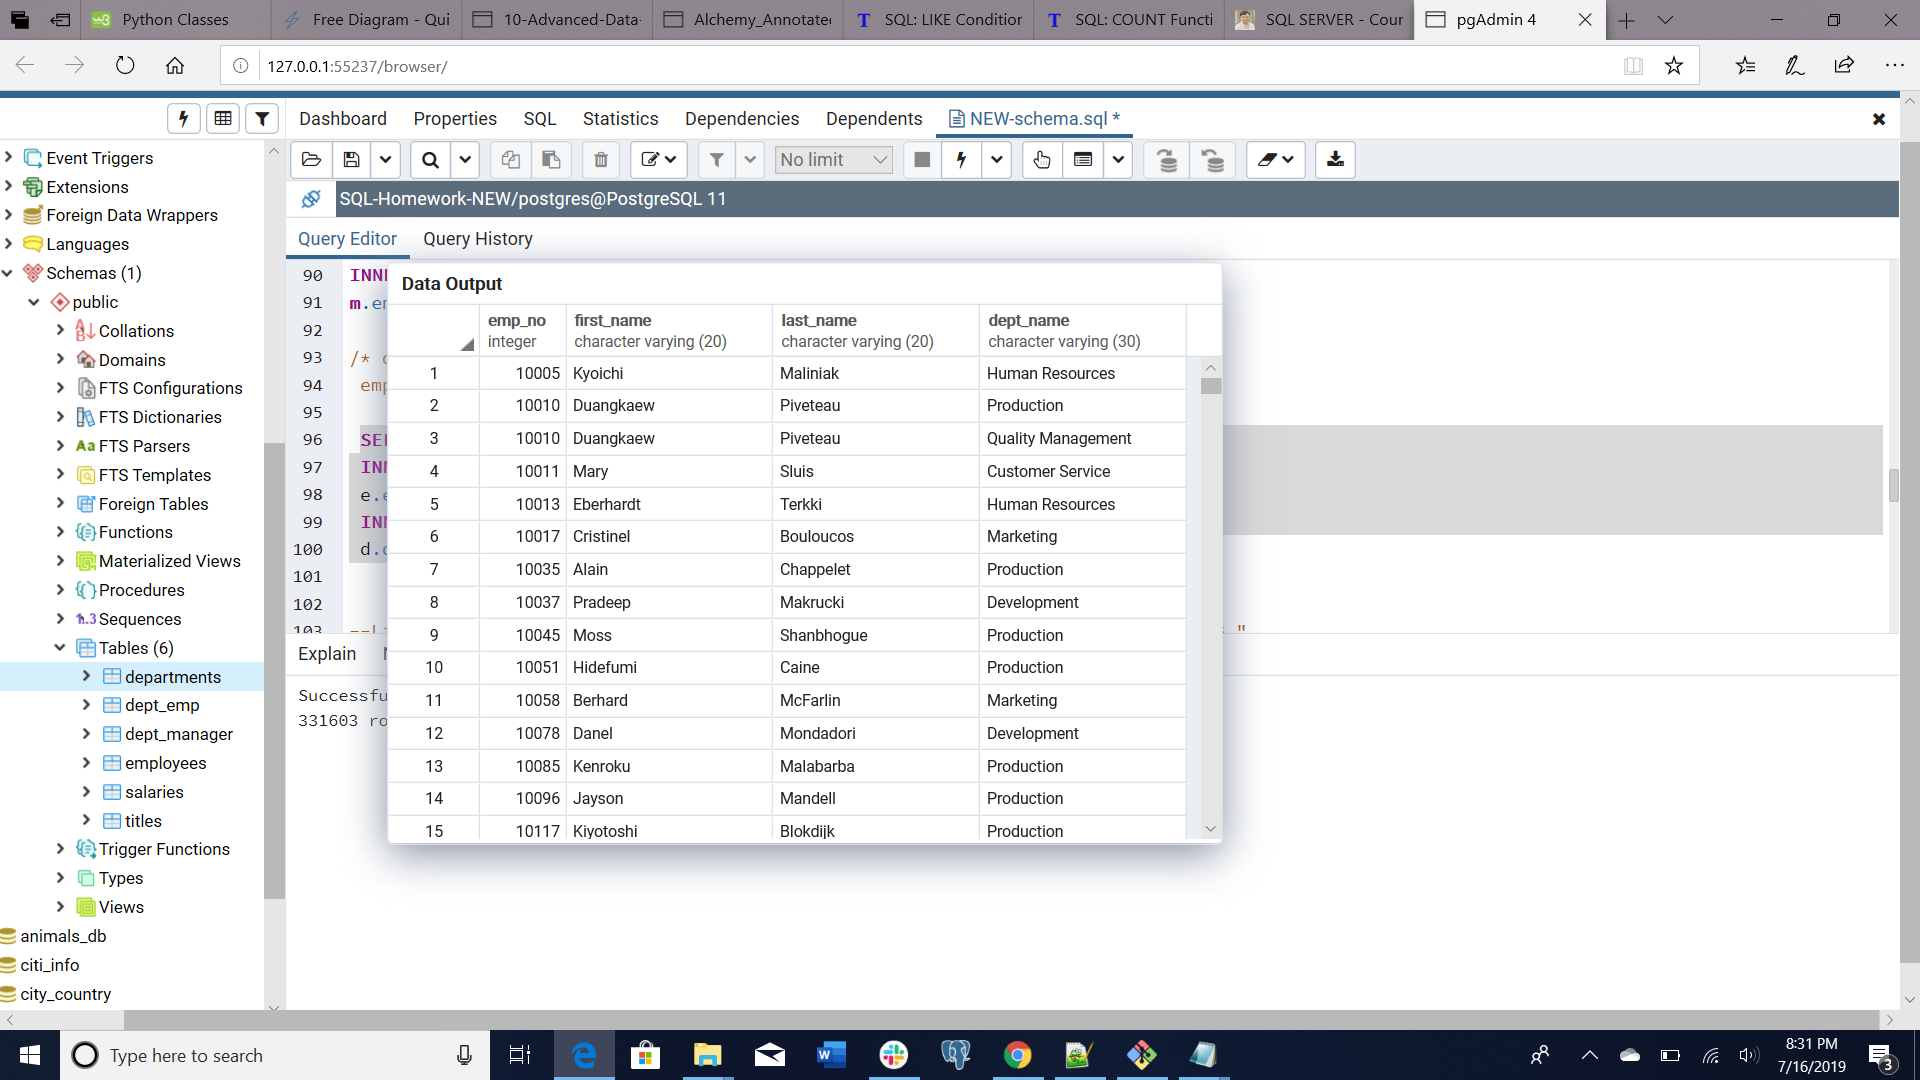 Python Classes
Free Diagram - Qui
10-Advanced-Data-
Alchemy_Annotated
SQL: LIKE Condition
SQL: COUNT Functi
SQL SERVER - Cour
pgAdmin 4
127.0.0.1:55237/browser/
Dashboard Properties SQL Statistics Dependencies Dependents NEW-schema.sql *
No limit
SQL-Homework-NEW/postgres@PostgreSQL 11
Query Editor Query History
Event Triggers
Extensions
Foreign Data Wrappers
Languages
Schemas (1)
public
Collations
Domains
FTS Configurations
FTS Dictionaries
Aa FTS Parsers
FTS Templates
Foreign Tables
Functions
Materialized Views
Procedures
1..3 Sequences
Tables (6)
departments
dept_emp
dept_manager
employees
salaries
titles
Trigger Functions
Types
Views
animals_db
citi_info
city_country
90 INN
91 m.e
92
93 /*
94 emp
95
96 SE
97 INN
98 e.e
99 INN
100 d.
101
102
103 --
Explain
Successfu
331603 ro
Data Output
emp_no first_name last_name dept_name
integer character varying (20) character varying (20) character varying (30)
1 10005 Kyoichi Maliniak Human Resources
2 10010 Duangkaew Piveteau Production
3 10010 Duangkaew Piveteau Quality Management
4 10011 Mary Sluis Customer Service
5 10013 Eberhardt Terkki Human Resources
6 10017 Cristinel Bouloucos Marketing
7 10035 Alain Chappelet Production
8 10037 Pradeep Makrucki Development
9 10045 Moss Shanbhogue Production
10 10051 Hidefumi Caine Production
11 10058 Berhard McFarlin Marketing
12 10078 Danel Mondadori Development
13 10085 Kenroku Malabarba Production
14 10096 Jayson Mandell Production
15 10117 Kiyotoshi Blokdijk Production
Type here to search
8:31 PM
7/16/2019
3